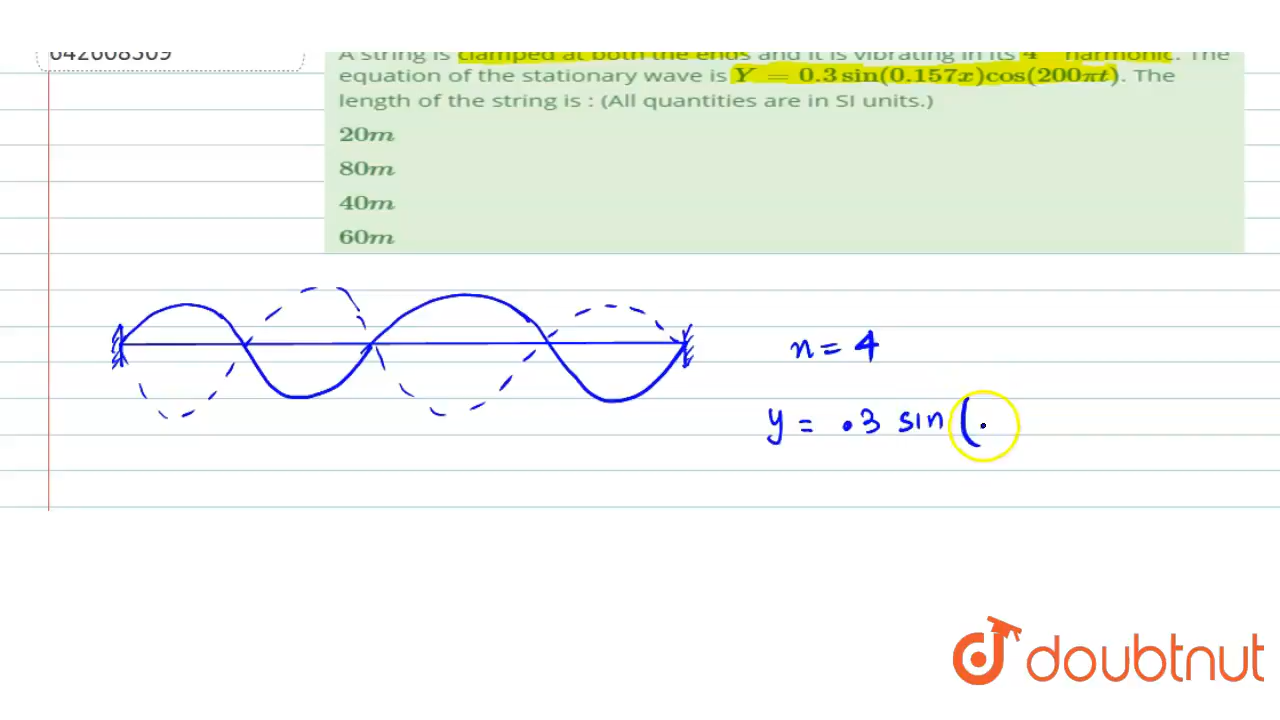 642608309
A string is clamped at both the ends and it is vibrating in its 4 harmonic. The
equation of the stationary wave is Y = 0.3 sin(0.157x) cos(200πt). The
length of the string is : (All quantities are in SI units.)
20m
80m
40m
60m
n = 4
y = .3 sin (.
doubtnut